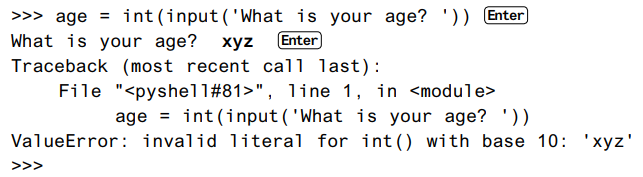 >>> age = int(input('What is your age? ')) Enter
What is your age? xyz Enter
Traceback (most recent call last):
File "<pyshell#81>", line 1, in <module>
age = int(input('What is your age? '))
ValueError: invalid literal for int() with base 10: 'xyz'
>>>